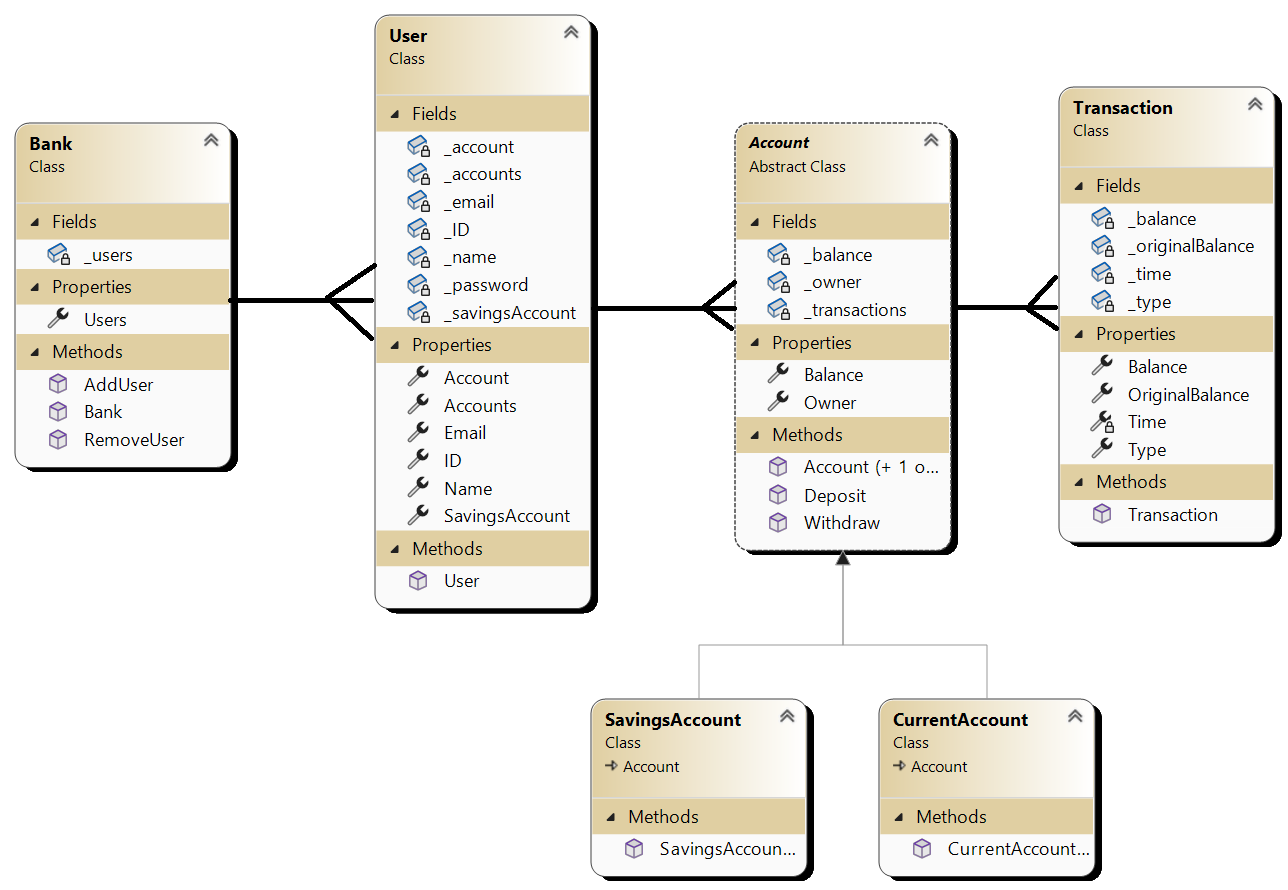 Bank
Class
Fields
_users
Properties
Users
Methods
AddUser
Bank
RemoveUser
User
Class
Fields
_account
_accounts
_email
_ID
_name
_password
_savingsAccount
Properties
Account
Accounts
Email
ID
Name
SavingsAccount
Methods
User
Account
Abstract Class
Fields
_balance
_owner
_transactions
Properties
Balance
Owner
Methods
Account (+ 1 o...
Deposit
Withdraw
Transaction
Class
Fields
_balance
_originalBalance
_time
_type
Properties
Balance
OriginalBalance
Time
Type
Methods
Transaction
SavingsAccount
Class
Account
Methods
SavingsAccoun...
CurrentAccount
Class
Account
Methods
CurrentAccount...